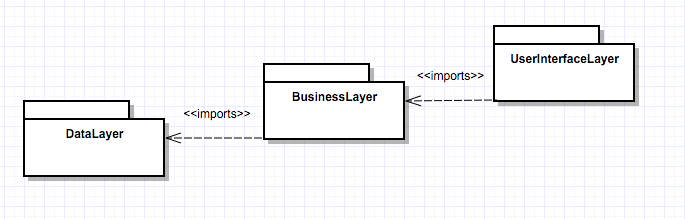 UserInterfaceLayer
<<imports>>
BusinessLayer
<<imports>>
DataLayer